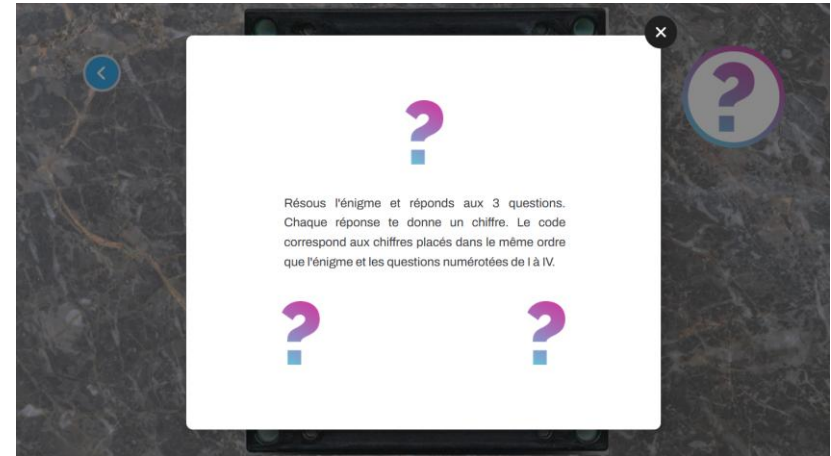 ?
?
Résous l'énigme et réponds aux 3 questions.
Chaque réponse te donne un chiffre. Le code
correspond aux chiffres placés dans le même ordre
que l'énigme et les questions numérotées de I à IV.
? ?